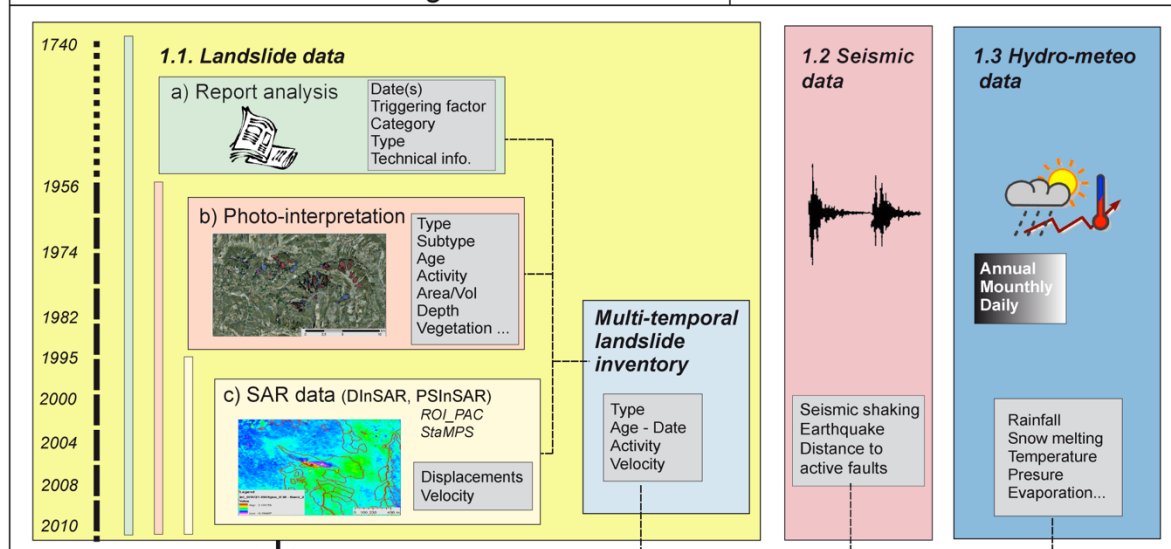 1740
1956
1974
1982
1995
2000
2004
2008
2010
1.1. Landslide data
a) Report analysis
Date(s)
Triggering factor
Category
Type
Technical info.
b) Photo-interpretation
Type
Subtype
Age
Activity
Area/Vol
Depth
Vegetation ...
c) SAR data (DInSAR, PSInSAR)
ROI_PAC
StaMPS
Legend
Displacements
Velocity
Multi-temporal
landslide
inventory
Type
Age - Date
Activity
Velocity
1.2 Seismic
data
Seismic shaking
Earthquake
Distance to
active faults
1.3 Hydro-meteo
data
Annual
Mounthly
Daily
Rainfall
Snow melting
Temperature
Presure
Evaporation...